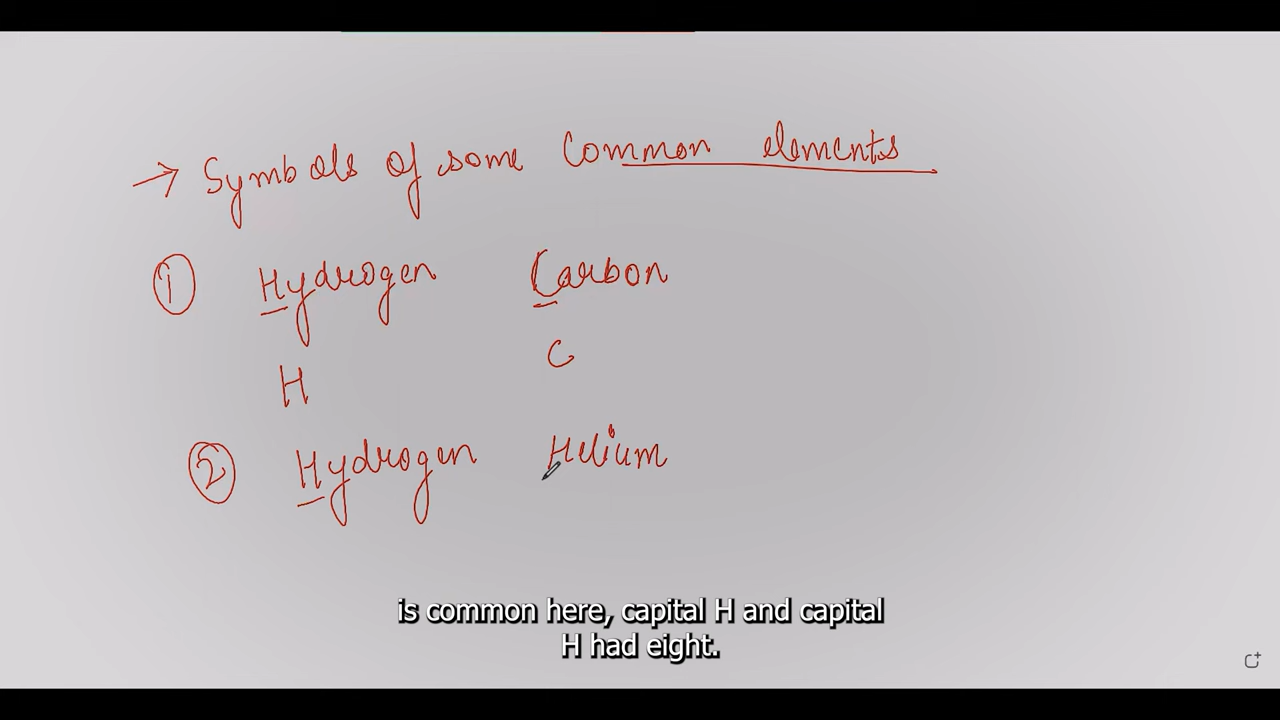 → Symbols of some Common elements
① Hydrogen Carbon
H C
② Hydrogen Helium
is common here, capital H and capital
H had eight.